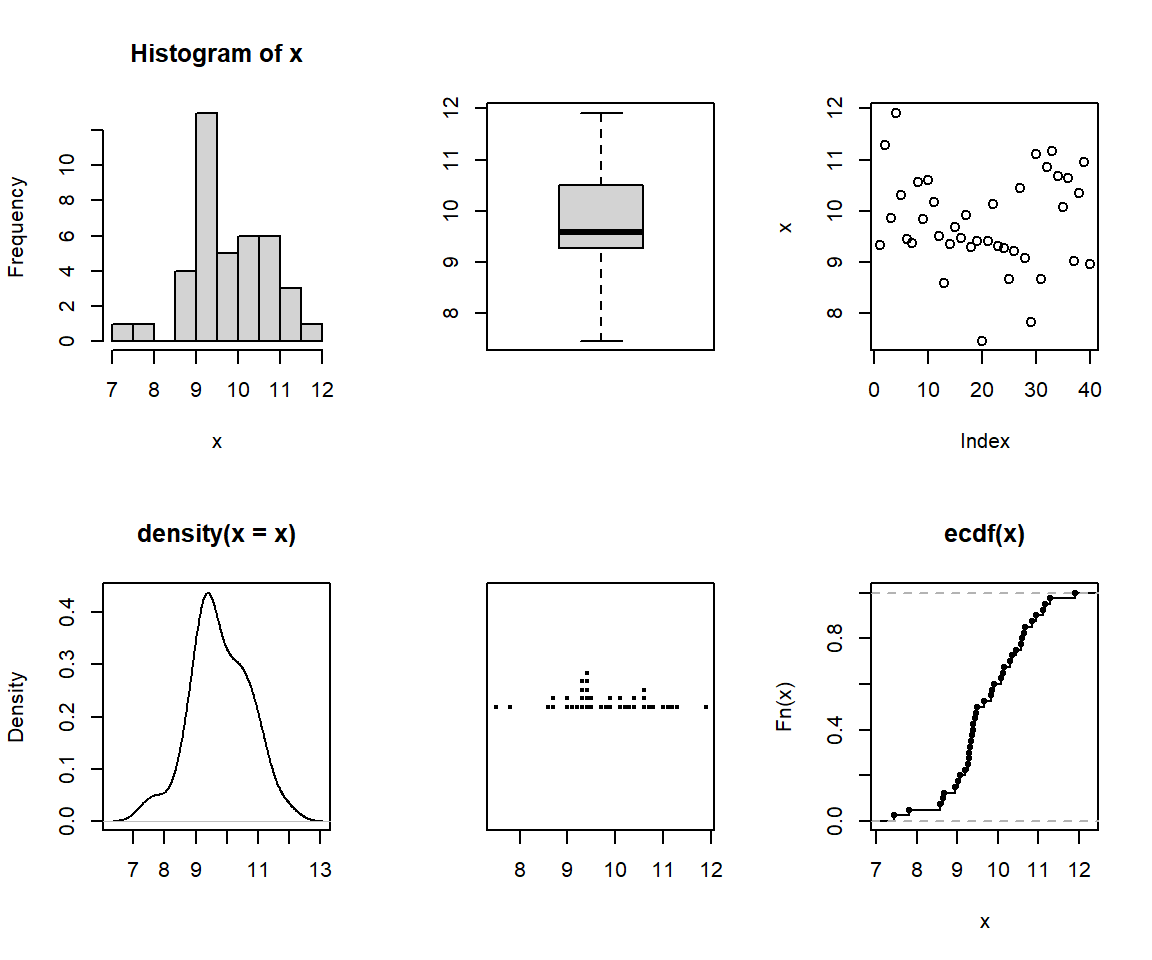 Histogram of x
Frequency
0 2 4 6 8 10
7 8 9 10 11 12
x
8 9 10 11 12
x
8 9 10 11 12
0 10 20 30 40
Index
density(x = x)
Density
0.0 0.1 0.2 0.3 0.4
7 8 9 11 13
8 9 10 11 12
ecdf(x)
Fn(x)
0.0 0.4 0.8
7 8 9 10 11 12
x